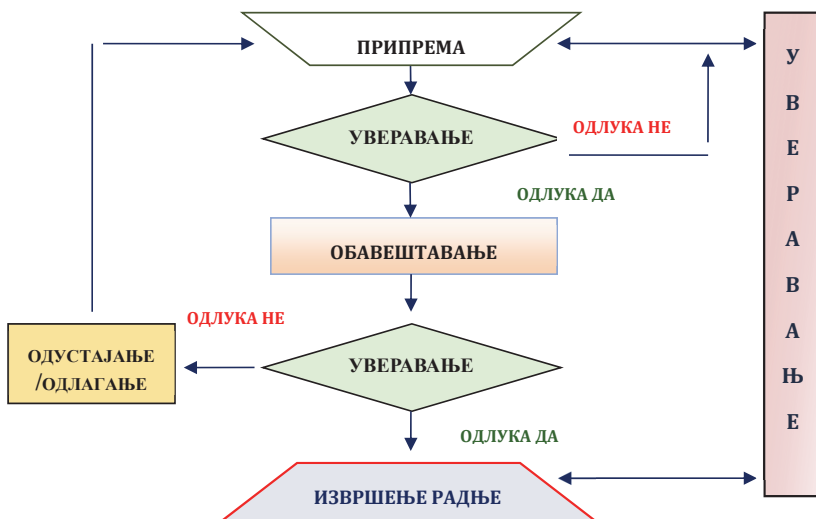 ПРИПРЕМА
УВЕРАВАЊЕ
ОДЛУКА НЕ
ОДЛУКА ДА
ОБАВЕШТАВАЊЕ
ОДЛУКА НЕ
ОДУСТАЈАЊЕ
/ОДЛАГАЊЕ
УВЕРАВАЊЕ
ОДЛУКА ДА
ИЗВРШЕЊЕ РАДЊЕ
У
В
Е
Р
А
В
А
Њ
Е